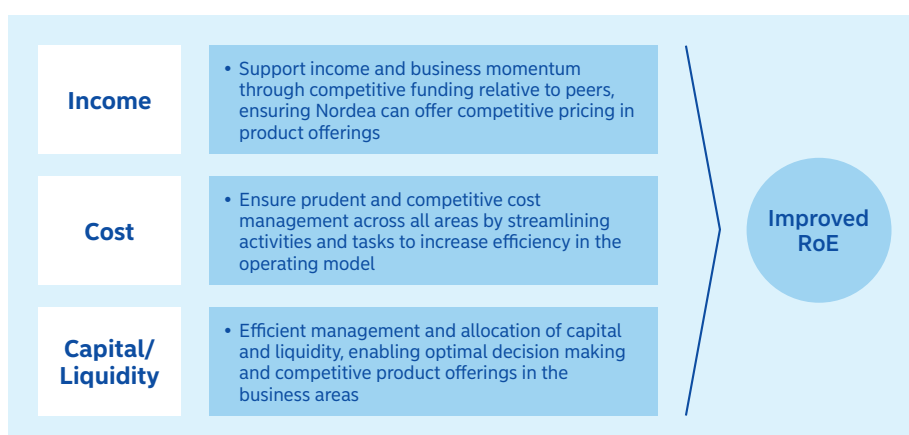 Income
• Support income and business momentum
through competitive funding relative to peers,
ensuring Nordea can offer competitive pricing in
product offerings
Cost
• Ensure prudent and competitive cost
management across all areas by streamlining
activities and tasks to increase efficiency in the
operating model
Capital/
Liquidity
• Efficient management and allocation of capital
and liquidity, enabling optimal decision making
and competitive product offerings in the
business areas
Improved
RoE